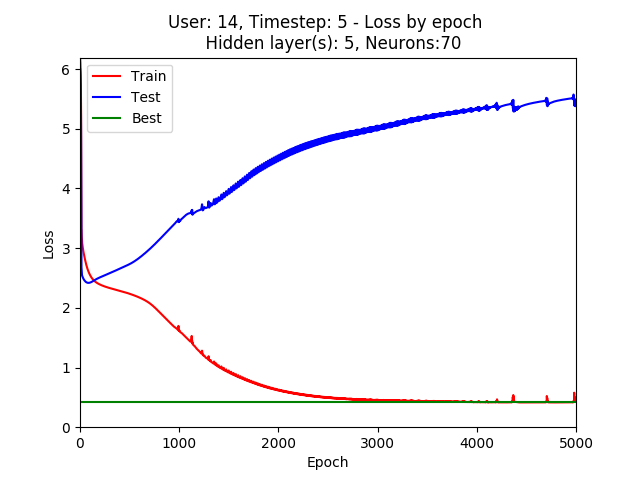 User: 14, Timestep: 5 - Loss by epoch
Hidden layer(s): 5, Neurons:70
Train
Test
Best
Loss
6
5
4
3
2
1
0
0 1000 2000 3000 4000 5000
Epoch